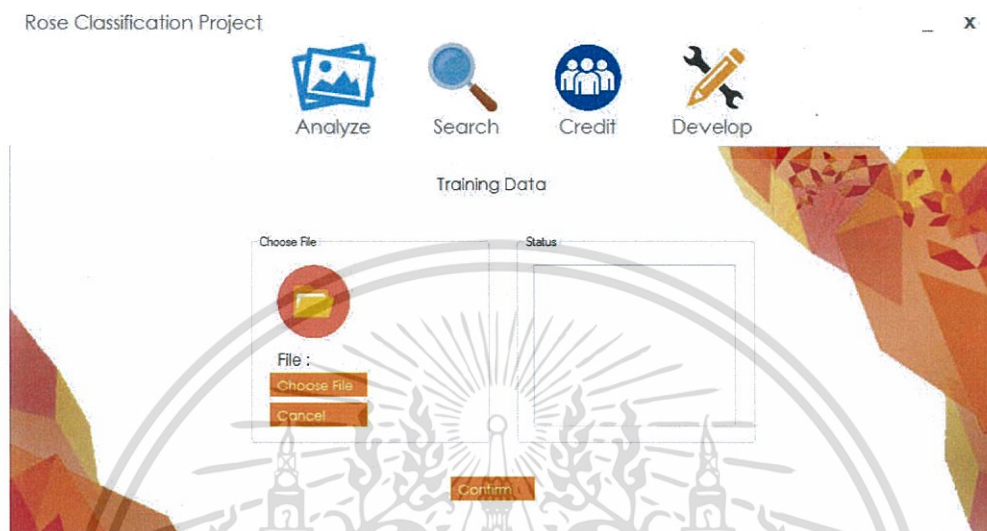 Rose Classification Project
_ X
Analyze Search Credit Develop
Training Data
Choose File
Status
File :
Choose File
Cancel
Confirm